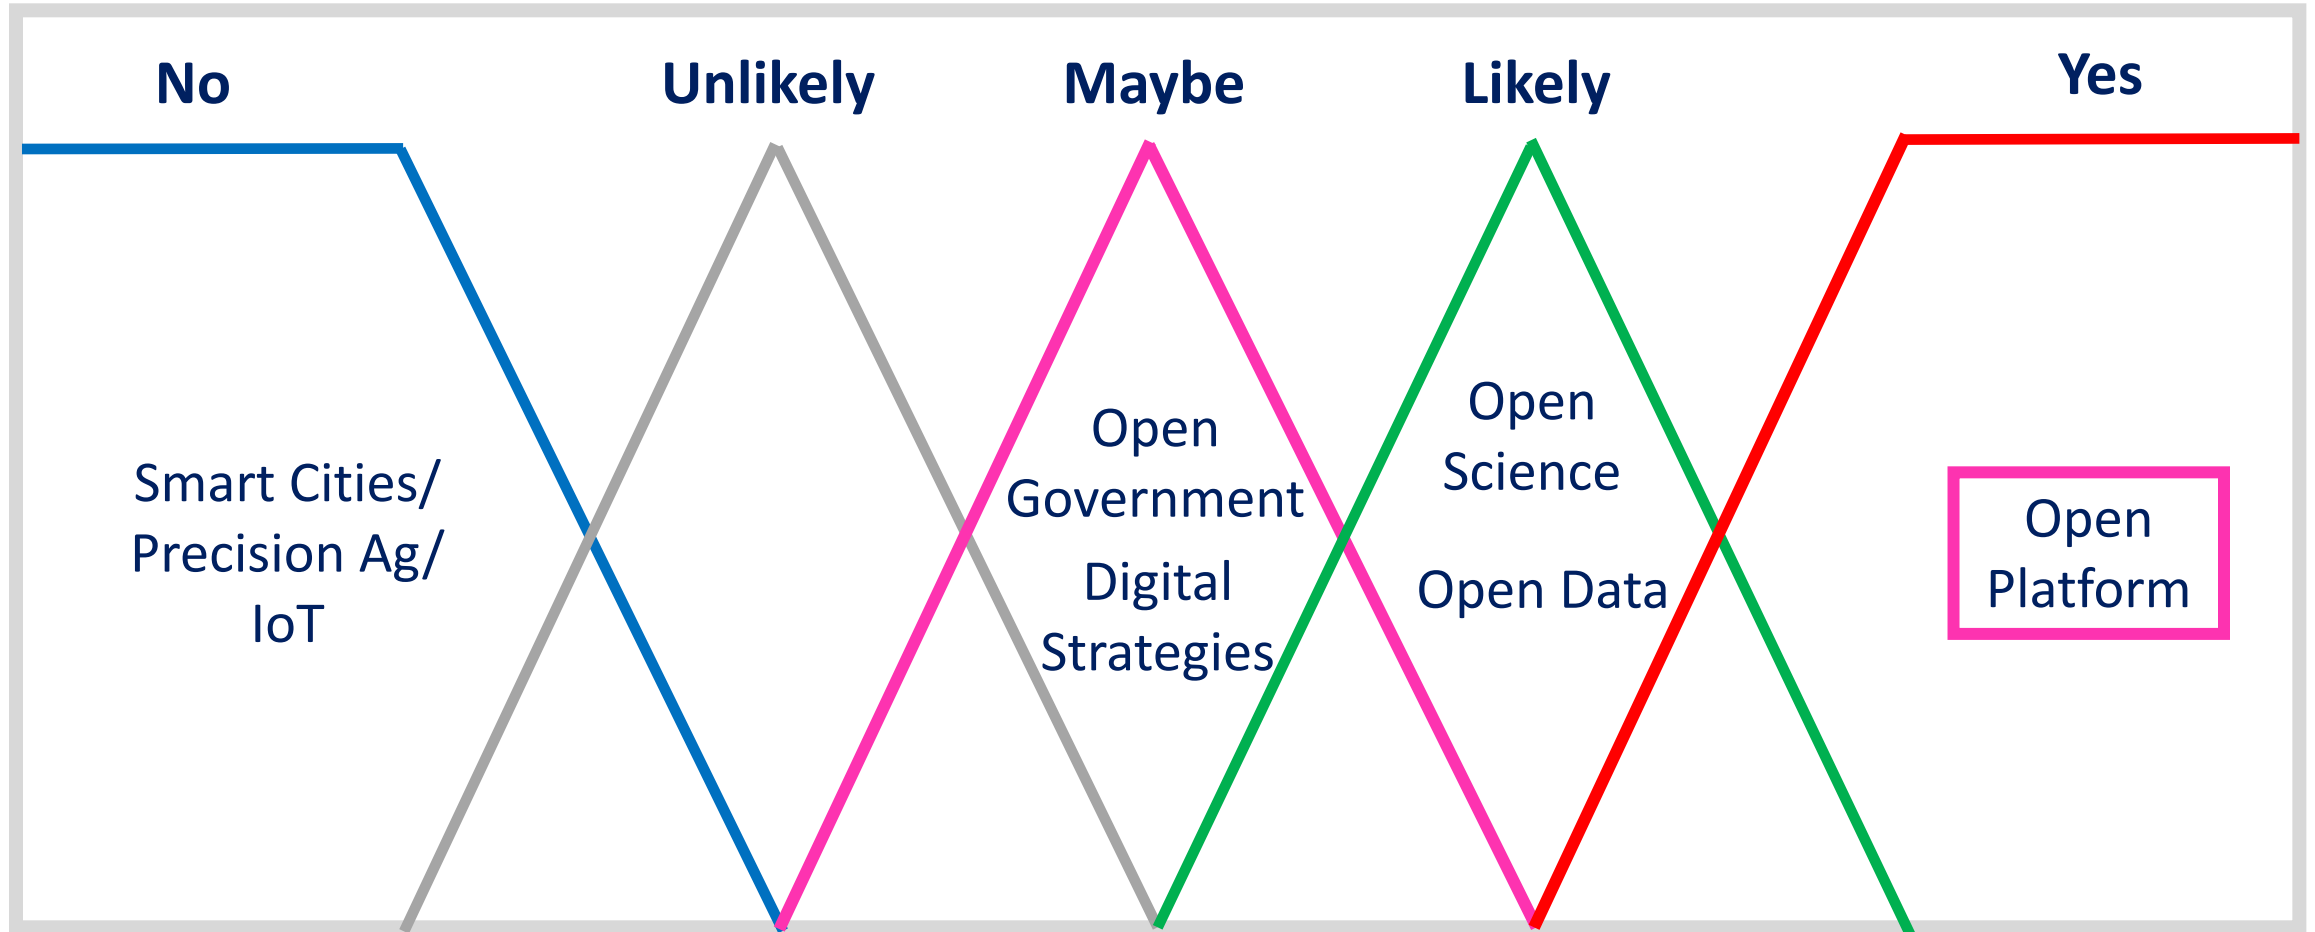 No
Unlikely
Maybe
Likely
Yes
Smart Cities/
Precision Ag/
IoT
Open
Government
Digital
Strategies
Open
Science
Open Data
Open
Platform